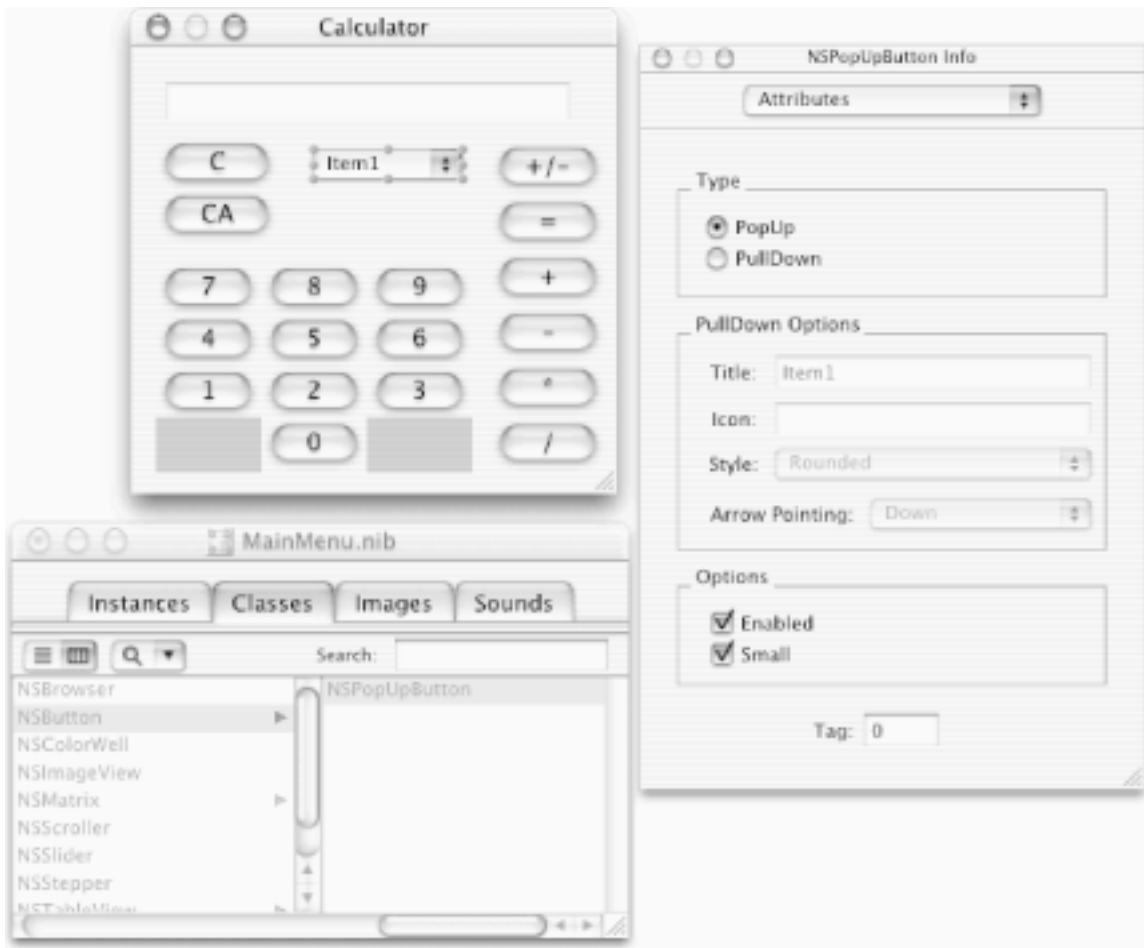 Calculator
C
Item1
+/-
CA
=
7
8
9
+
4
5
6
-
1
2
3
0
/
NSPopUpButton Info
Attributes
Type
PopUp
PullDown
PullDown Options
Title: Item1
Icon:
Style: Rounded
Arrow Pointing: Down
Options
Enabled
Small
Tag: 0
MainMenu.nib
Instances
Classes
Images
Sounds
Search:
NSBrowser
NSButton
NSColorWell
NSImageView
NSMatrix
NSScroller
NSSlider
NSStepper
NSTableView
NSPopUpButton